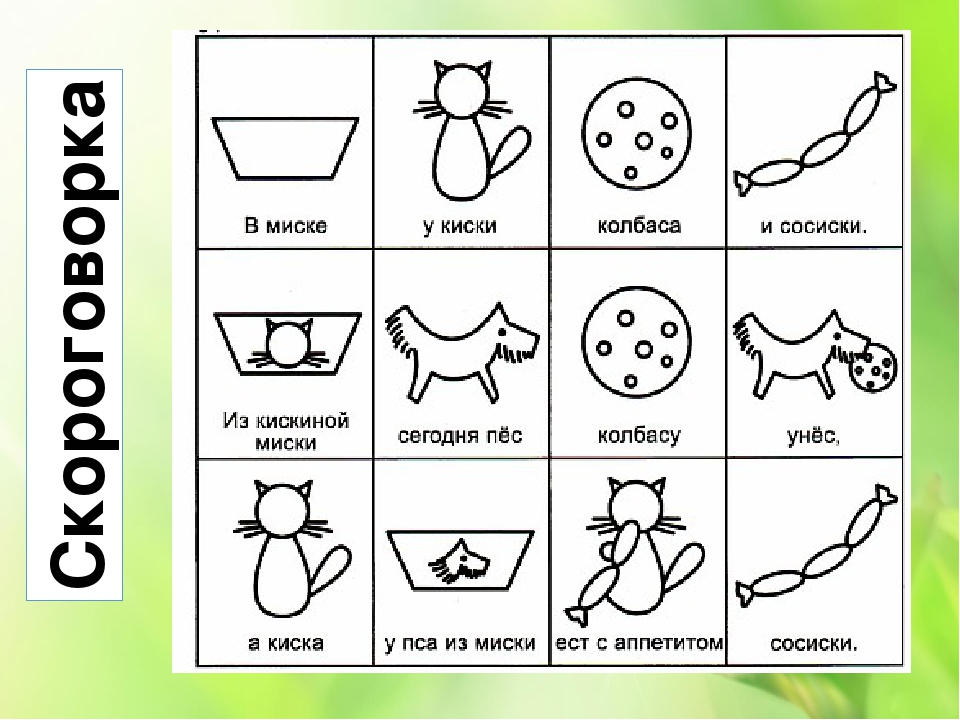 Скороговорка
В миске
у киски
колбаса
и сосиски.
Из кискиной
миски
сегодня пёс
колбасу
унёс,
а киска
у пса из миски
ест с аппетитом
сосиски.